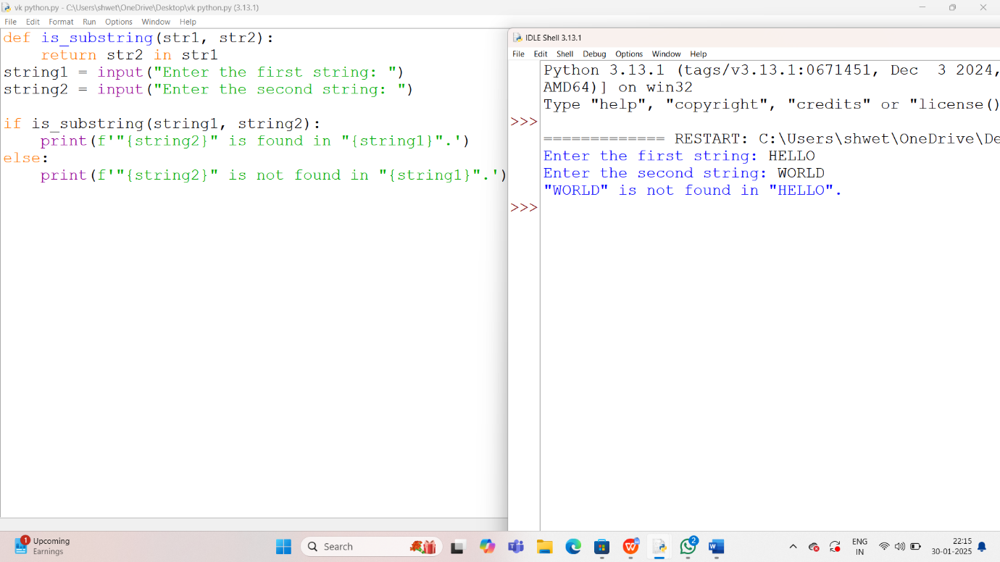 vk python.py - C:\Users\shwet\OneDrive\Desktop\vk python.py (3.13.1)
File Edit Format Run Options Window Help
def is_substring(str1, str2):
    return str2 in str1
string1 = input("Enter the first string: ")
string2 = input("Enter the second string: ")
if is_substring(string1, string2):
    print(f'"{string2}" is found in "{string1}".')
else:
    print(f'"{string2}" is not found in "{string1}".')
IDLE Shell 3.13.1
File Edit Shell Debug Options Window Help
Python 3.13.1 (tags/v3.13.1:0671451, Dec  3 2024,
AMD64)] on win32
Type "help", "copyright", "credits" or "license()
>>>
============= RESTART: C:\Users\shwet\OneDrive\De
Enter the first string: HELLO
Enter the second string: WORLD
"WORLD" is not found in "HELLO".
>>>
1
Upcoming
Earnings
Search
2
ENG
IN
22:15
30-01-2025